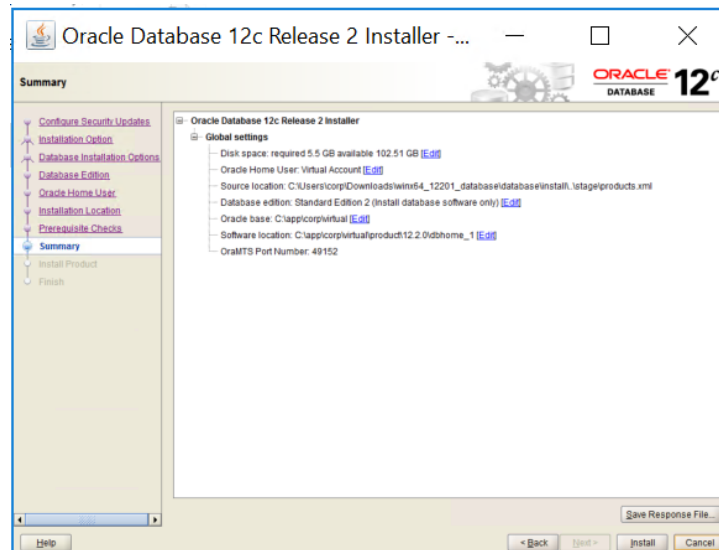 Oracle Database 12c Release 2 Installer -...
Summary
ORACLE
DATABASE
12c
Configure Security Updates
Installation Option
Database Installation Options
Database Edition
Oracle Home User
Installation Location
Prerequisite Checks
Summary
Install Product
Finish
Oracle Database 12c Release 2 Installer
Global settings
Disk space: required 5.5 GB available 102.51 GB [Edit]
Oracle Home User: Virtual Account [Edit]
Source location: C:\Users\corp\Downloads\winx64_12201_database\database\install\..\stage\products.xml
Database edition: Standard Edition 2 (Install database software only) [Edit]
Oracle base: C:\app\corp\virtual [Edit]
Software location: C:\app\corp\virtual\product\12.2.0\dbhome_1 [Edit]
OraMTS Port Number: 49152
Save Response File...
Help
< Back
Next >
Install
Cancel